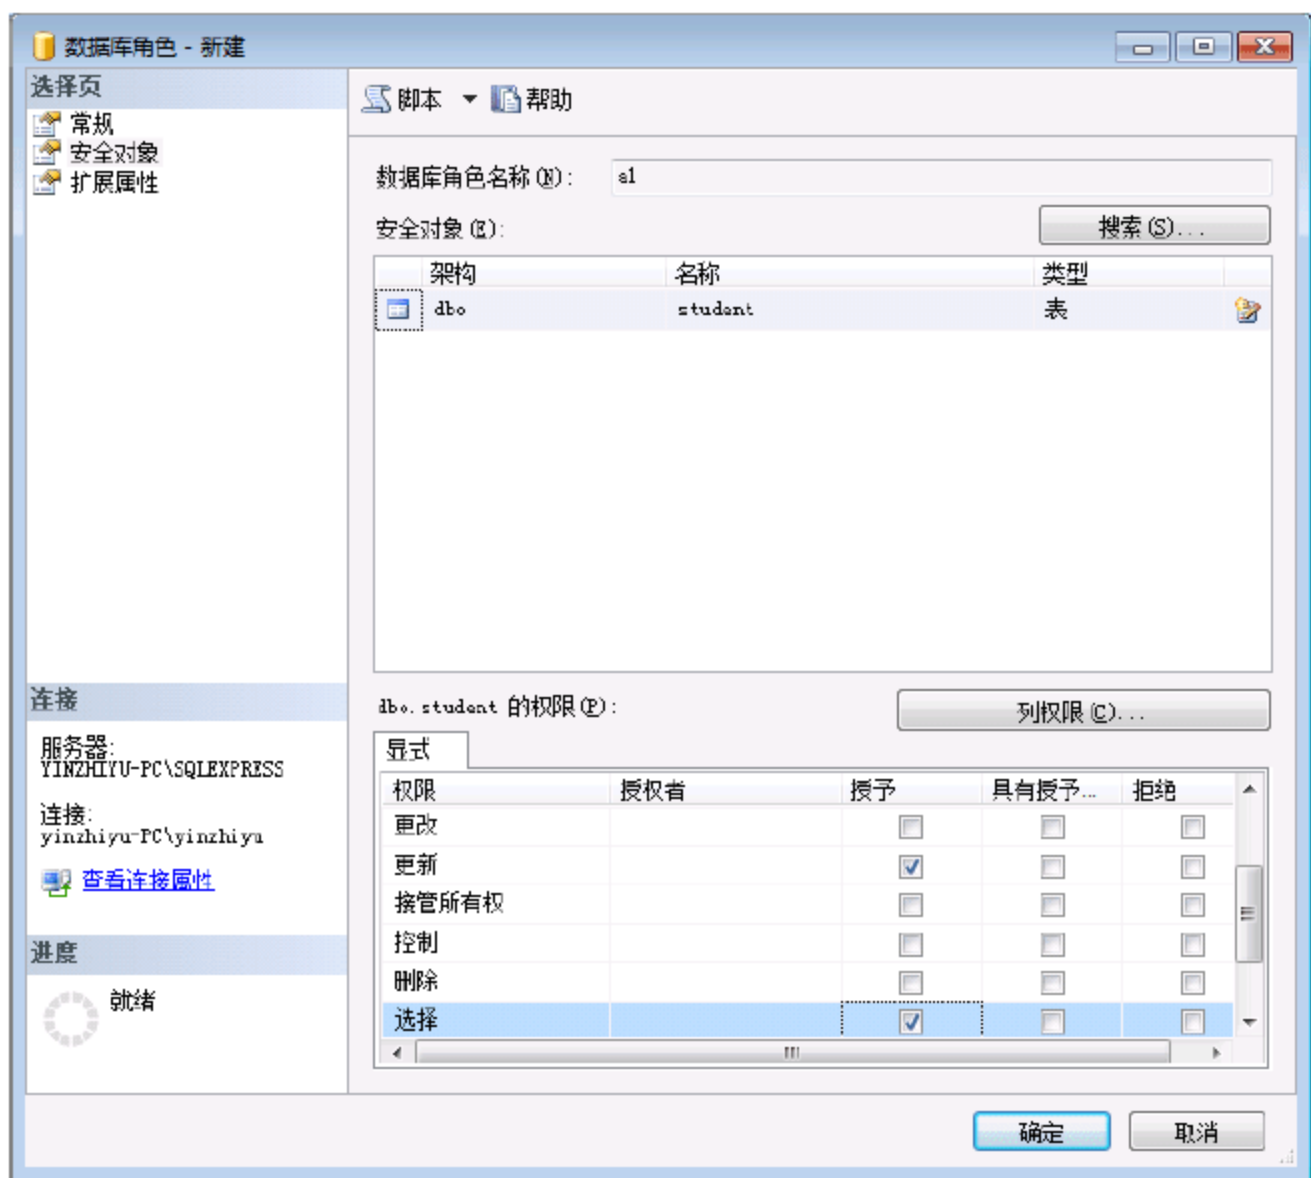 数据库角色 - 新建
选择页
常规
安全对象
扩展属性
脚本 帮助
数据库角色名称(N): a1
安全对象(E): 搜索(S)...
架构 名称 类型
dbo student 表
连接
服务器:
YINZHIYU-PC\SQLEXPRESS
连接:
yinzhiyu-PC\yinzhiyu
查看连接属性
进度
就绪
dbo.student 的权限(P): 列权限(C)...
显式
权限 授权者 授予 具有授予... 拒绝
更改
更新
接管所有权
控制
删除
选择
确定 取消